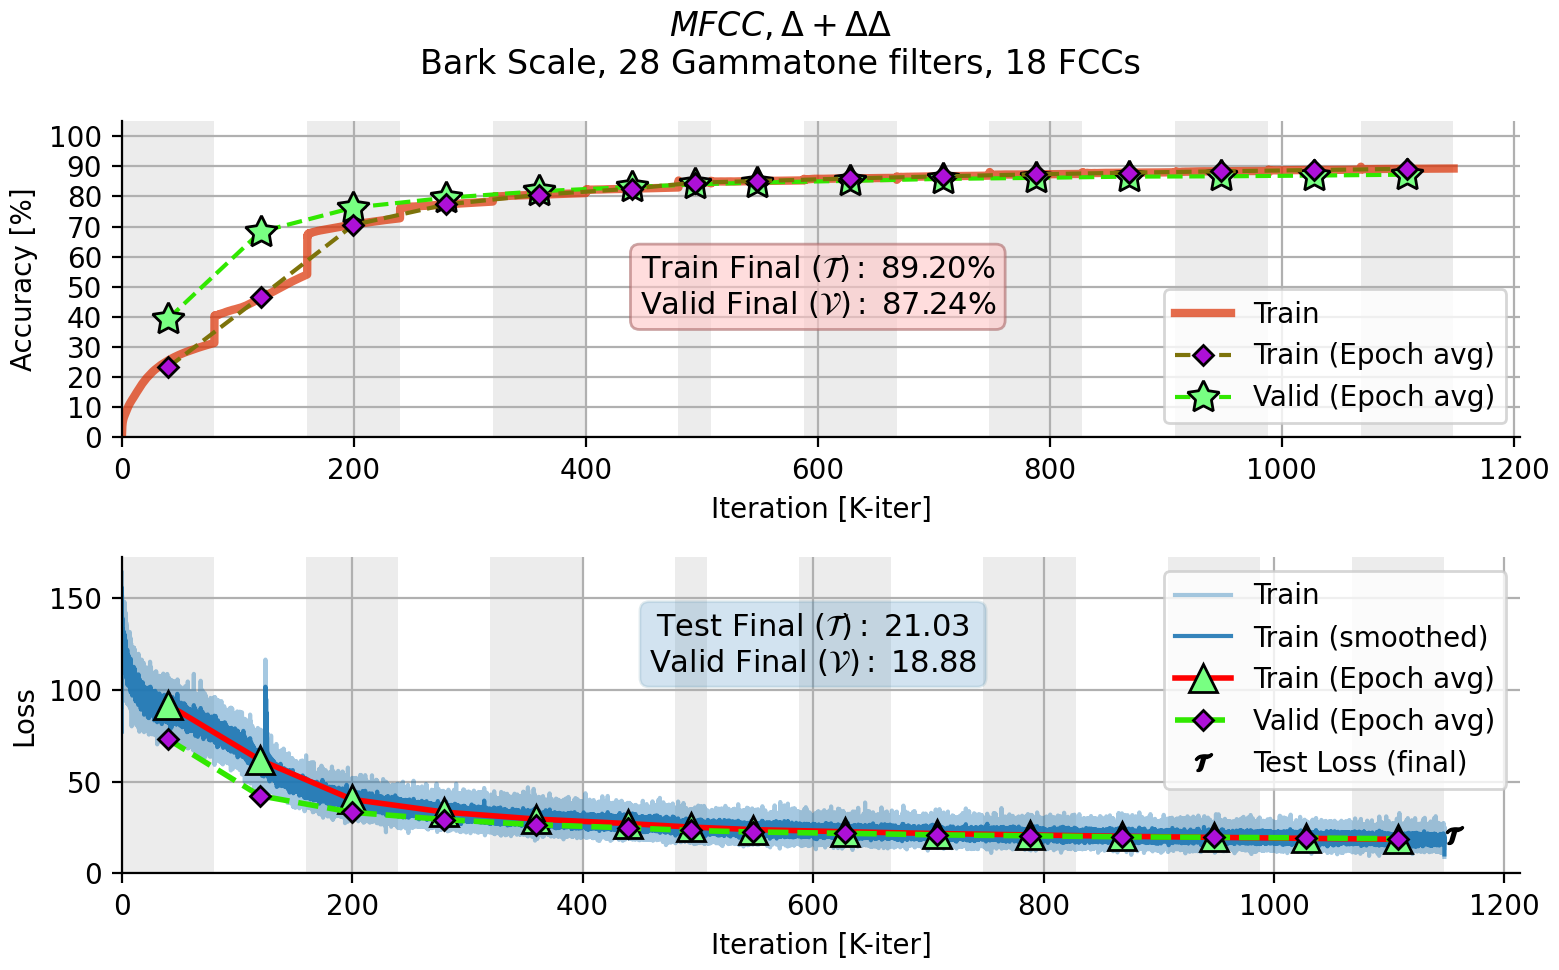 MFCC, Δ + ΔΔ
Bark Scale, 28 Gammatone filters, 18 FCCs
100
90
80
70
60
50
40
30
20
10
0
Accuracy [%]
Train Final (𝒯): 89.20%
Valid Final (𝒱): 87.24%
Train
Train (Epoch avg)
Valid (Epoch avg)
0 200 400 600 800 1000 1200
Iteration [K-iter]
150
100
50
0
Loss
Test Final (𝒯): 21.03
Valid Final (𝒱): 18.88
Train
Train (smoothed)
Train (Epoch avg)
Valid (Epoch avg)
𝒯 Test Loss (final)
𝒯
0 200 400 600 800 1000 1200
Iteration [K-iter]